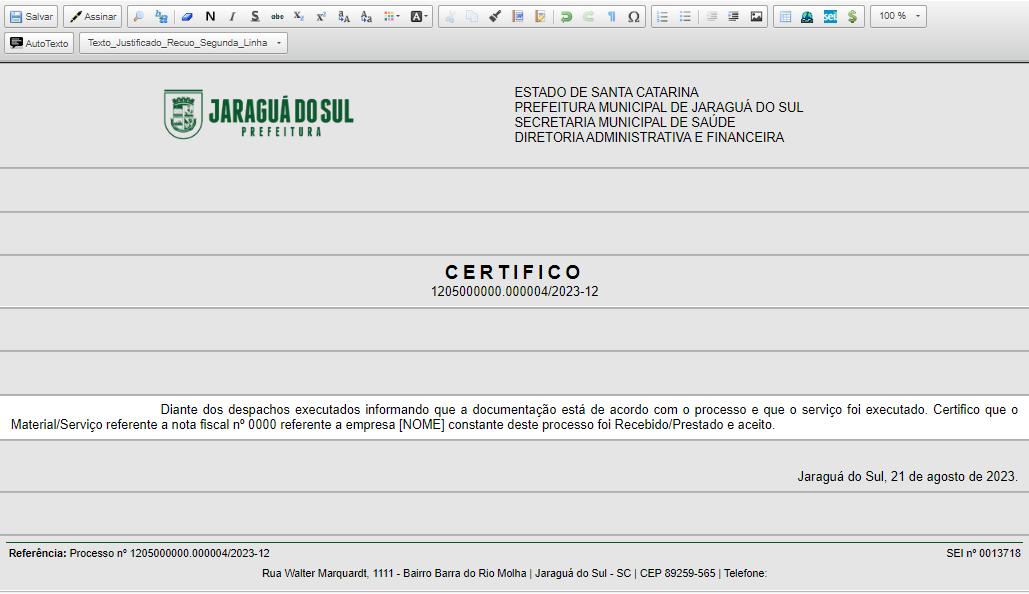 Salvar Assinar N I S abc 100 %
AutoTexto Texto_Justificado_Recuo_Segunda_Linha
JARAGUÁ DO SUL
PREFEITURA
ESTADO DE SANTA CATARINA
PREFEITURA MUNICIPAL DE JARAGUÁ DO SUL
SECRETARIA MUNICIPAL DE SAÚDE
DIRETORIA ADMINISTRATIVA E FINANCEIRA
CERTIFICO
1205000000.000004/2023-12
Diante dos despachos executados informando que a documentação está de acordo com o processo e que o serviço foi executado. Certifico que o
Material/Serviço referente a nota fiscal nº 0000 referente a empresa [NOME] constante deste processo foi Recebido/Prestado e aceito.
Jaraguá do Sul, 21 de agosto de 2023.
Referência: Processo nº 1205000000.000004/2023-12 SEI nº 0013718
Rua Walter Marquardt, 1111 - Bairro Barra do Rio Molha | Jaraguá do Sul - SC | CEP 89259-565 | Telefone: